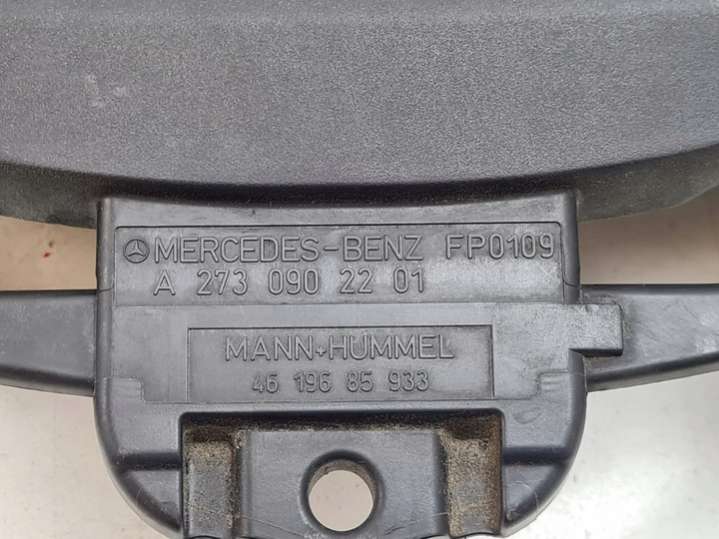 MERCEDES-BENZ FP0109
A 273 090 22 01
MANN+HUMMEL
46 196 85 933